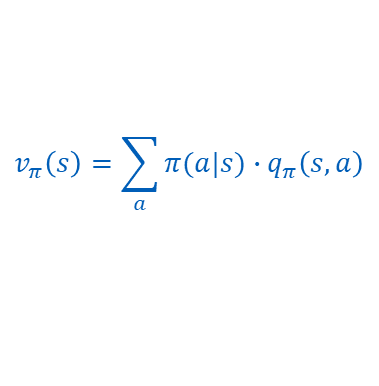 v_π(s) = ∑_a π(a|s) · q_π(s, a)